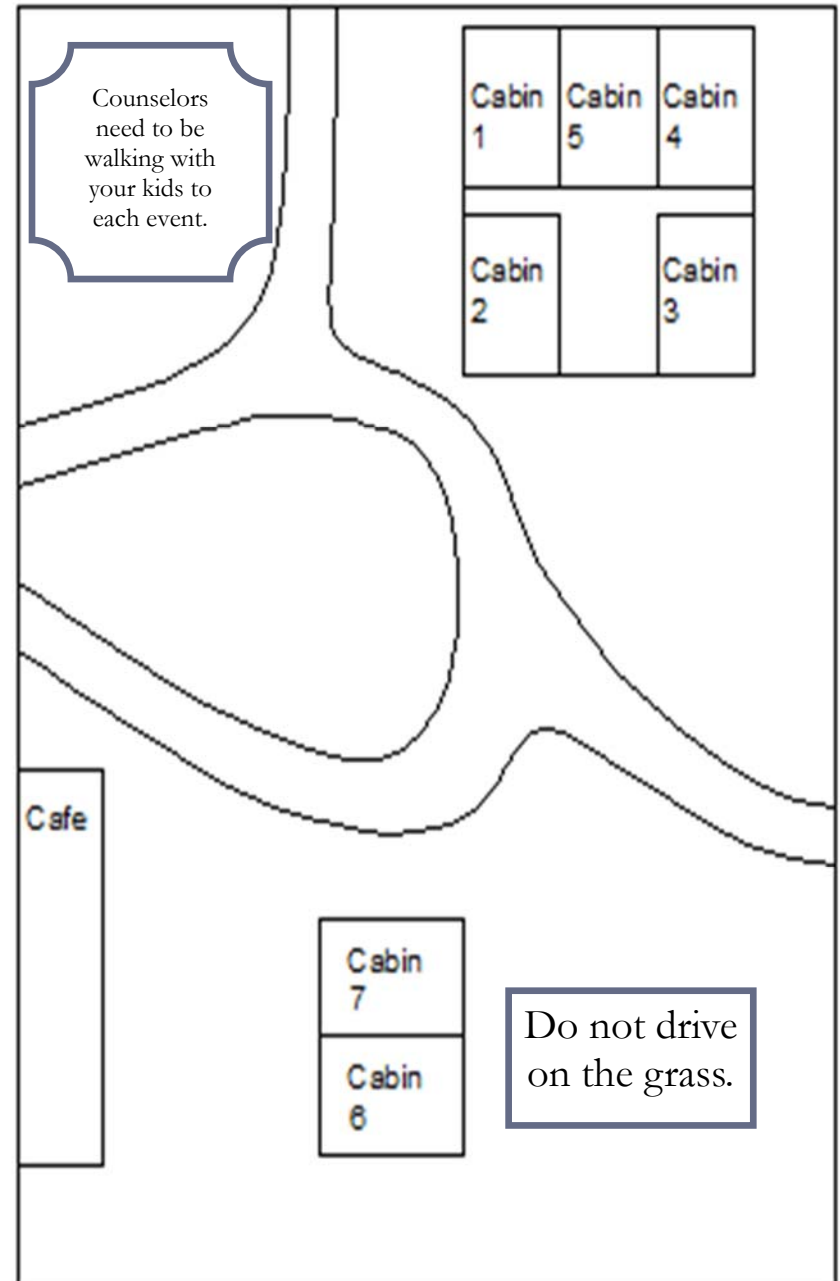 Counselors
need to be
walking with
your kids to
each event.
Cabin
1
Cabin
5
Cabin
4
Cabin
2
Cabin
3
Cafe
Cabin
7
Cabin
6
Do not drive
on the grass.